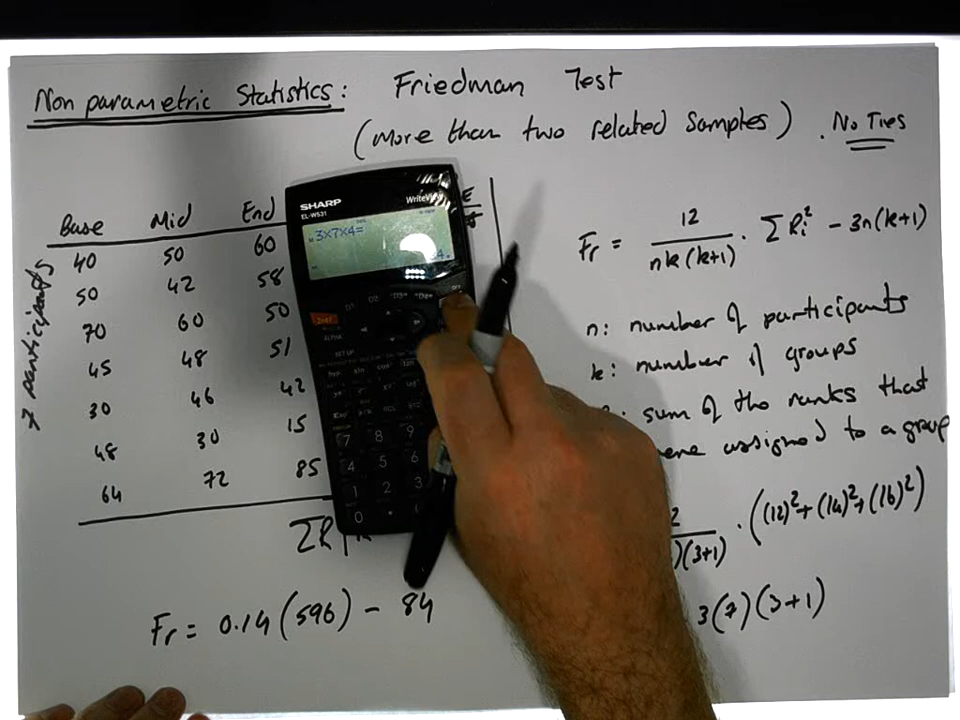 Non parametric Statistics: Friedman Test
(More than two related samples) . No Ties
Base Mid End E
40 50 60
50 42 58
70 60 50
45 48 51
30 46 42
48 30 15
64 72 85
7 participants
ΣR
SHARP WriteView
EL-W531
3×7×4=
84.
Fr = 12/nk(k+1) . ΣRi² - 3n(k+1)
n: number of participants
k: number of groups
: sum of the ranks that
were assigned to a group
2/)(3+1) . ((12)²+(14)²+(16)²)
3(7)(3+1)
Fr = 0.14(596) - 84